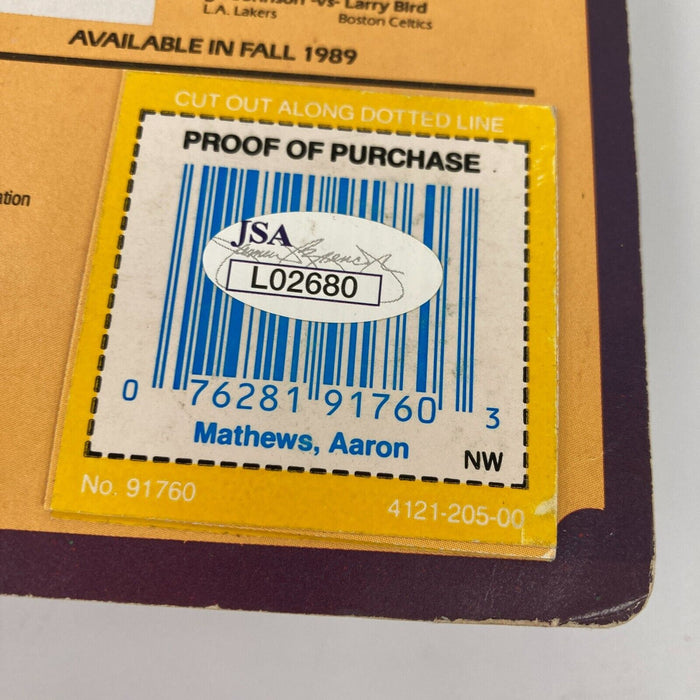 -vs- Larry Bird
L.A. Lakers Boston Celtics
AVAILABLE IN FALL 1989
CUT OUT ALONG DOTTED LINE
PROOF OF PURCHASE
JSA
L02680
0 76281 91760 3
Mathews, Aaron
NW
No. 91760 4121-205-00